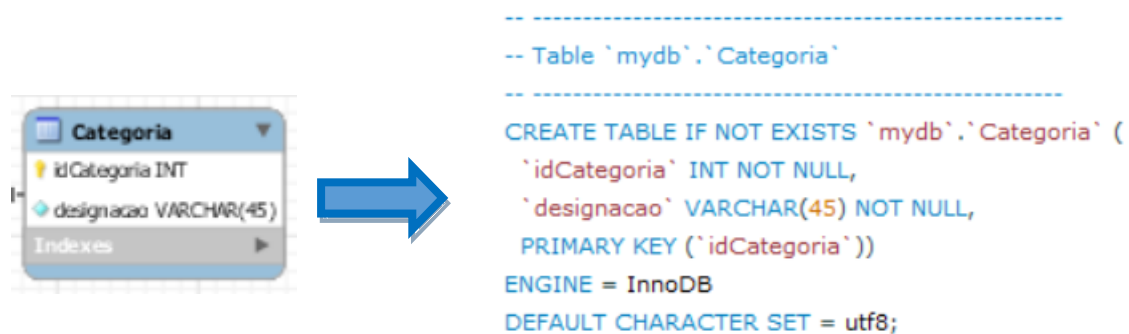 Categoria
idCategoria INT
designacao VARCHAR(45)
Indexes
-- -----------------------------------------------------
-- Table `mydb`.`Categoria`
-- -----------------------------------------------------
CREATE TABLE IF NOT EXISTS `mydb`.`Categoria` (
`idCategoria` INT NOT NULL,
`designacao` VARCHAR(45) NOT NULL,
PRIMARY KEY (`idCategoria`))
ENGINE = InnoDB
DEFAULT CHARACTER SET = utf8;